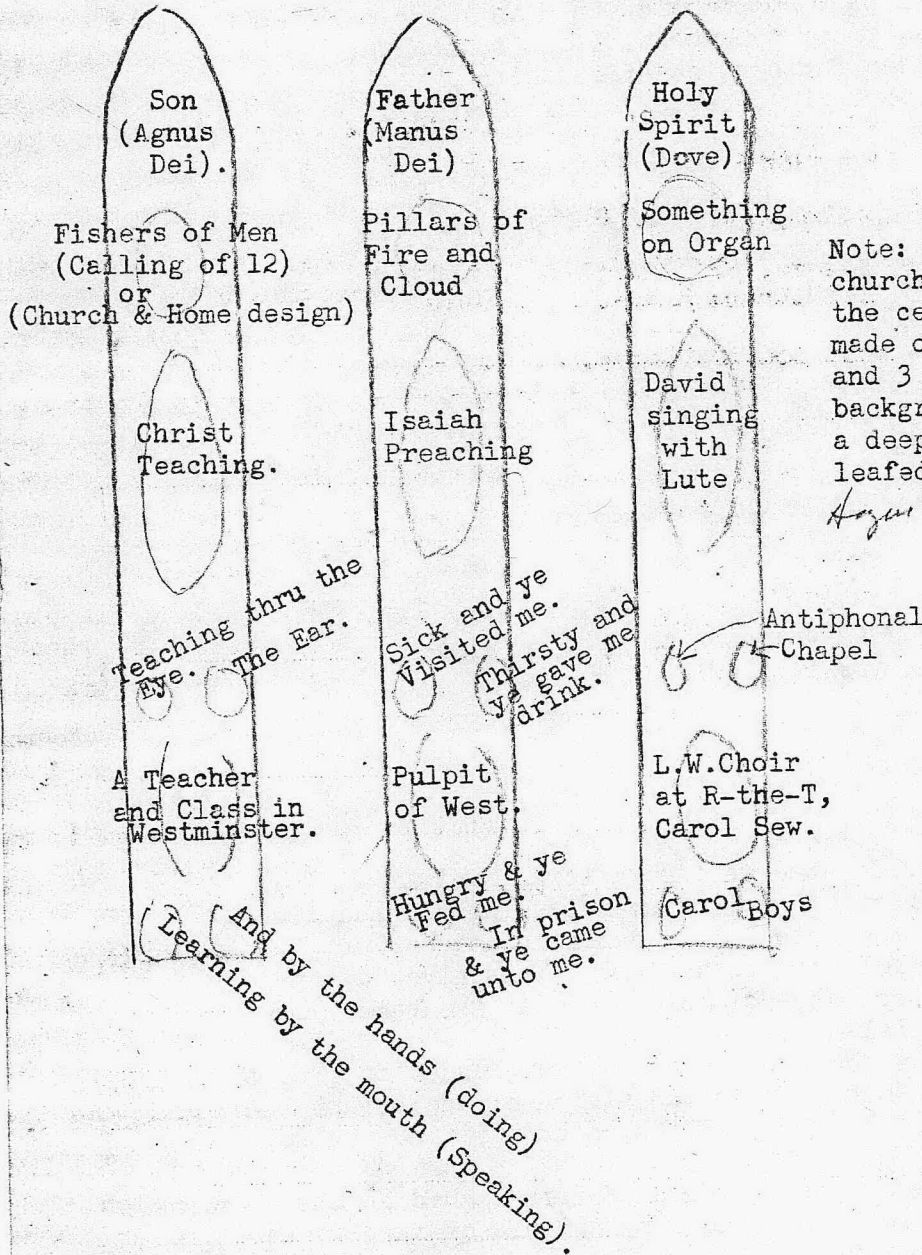 Son
(Agnus
Dei).
Fishers of Men
(Calling of 12)
or
(Church & Home design)
Christ
Teaching.
Teaching thru the
Eye. The Ear.
A Teacher
and Class in
Westminster.
And by the hands (doing)
Learning by the mouth (Speaking).
Father
(Manus
Dei)
Pillars of
Fire and
Cloud
Isaiah
Preaching
Sick and ye
Visited me.
Thirsty and
ye gave me
drink.
Pulpit
of West.
Hungry & ye
Fed me.
In prison
& ye came
unto me.
Holy
Spirit
(Dove)
Something
on Organ
David
singing
with
Lute
Antiphonal
Chapel
L.W.Choir
at R-the-T,
Carol Sew.
Carol Boys
Note:
church
the ce
made o
and 3
backgr
a deep
leafed